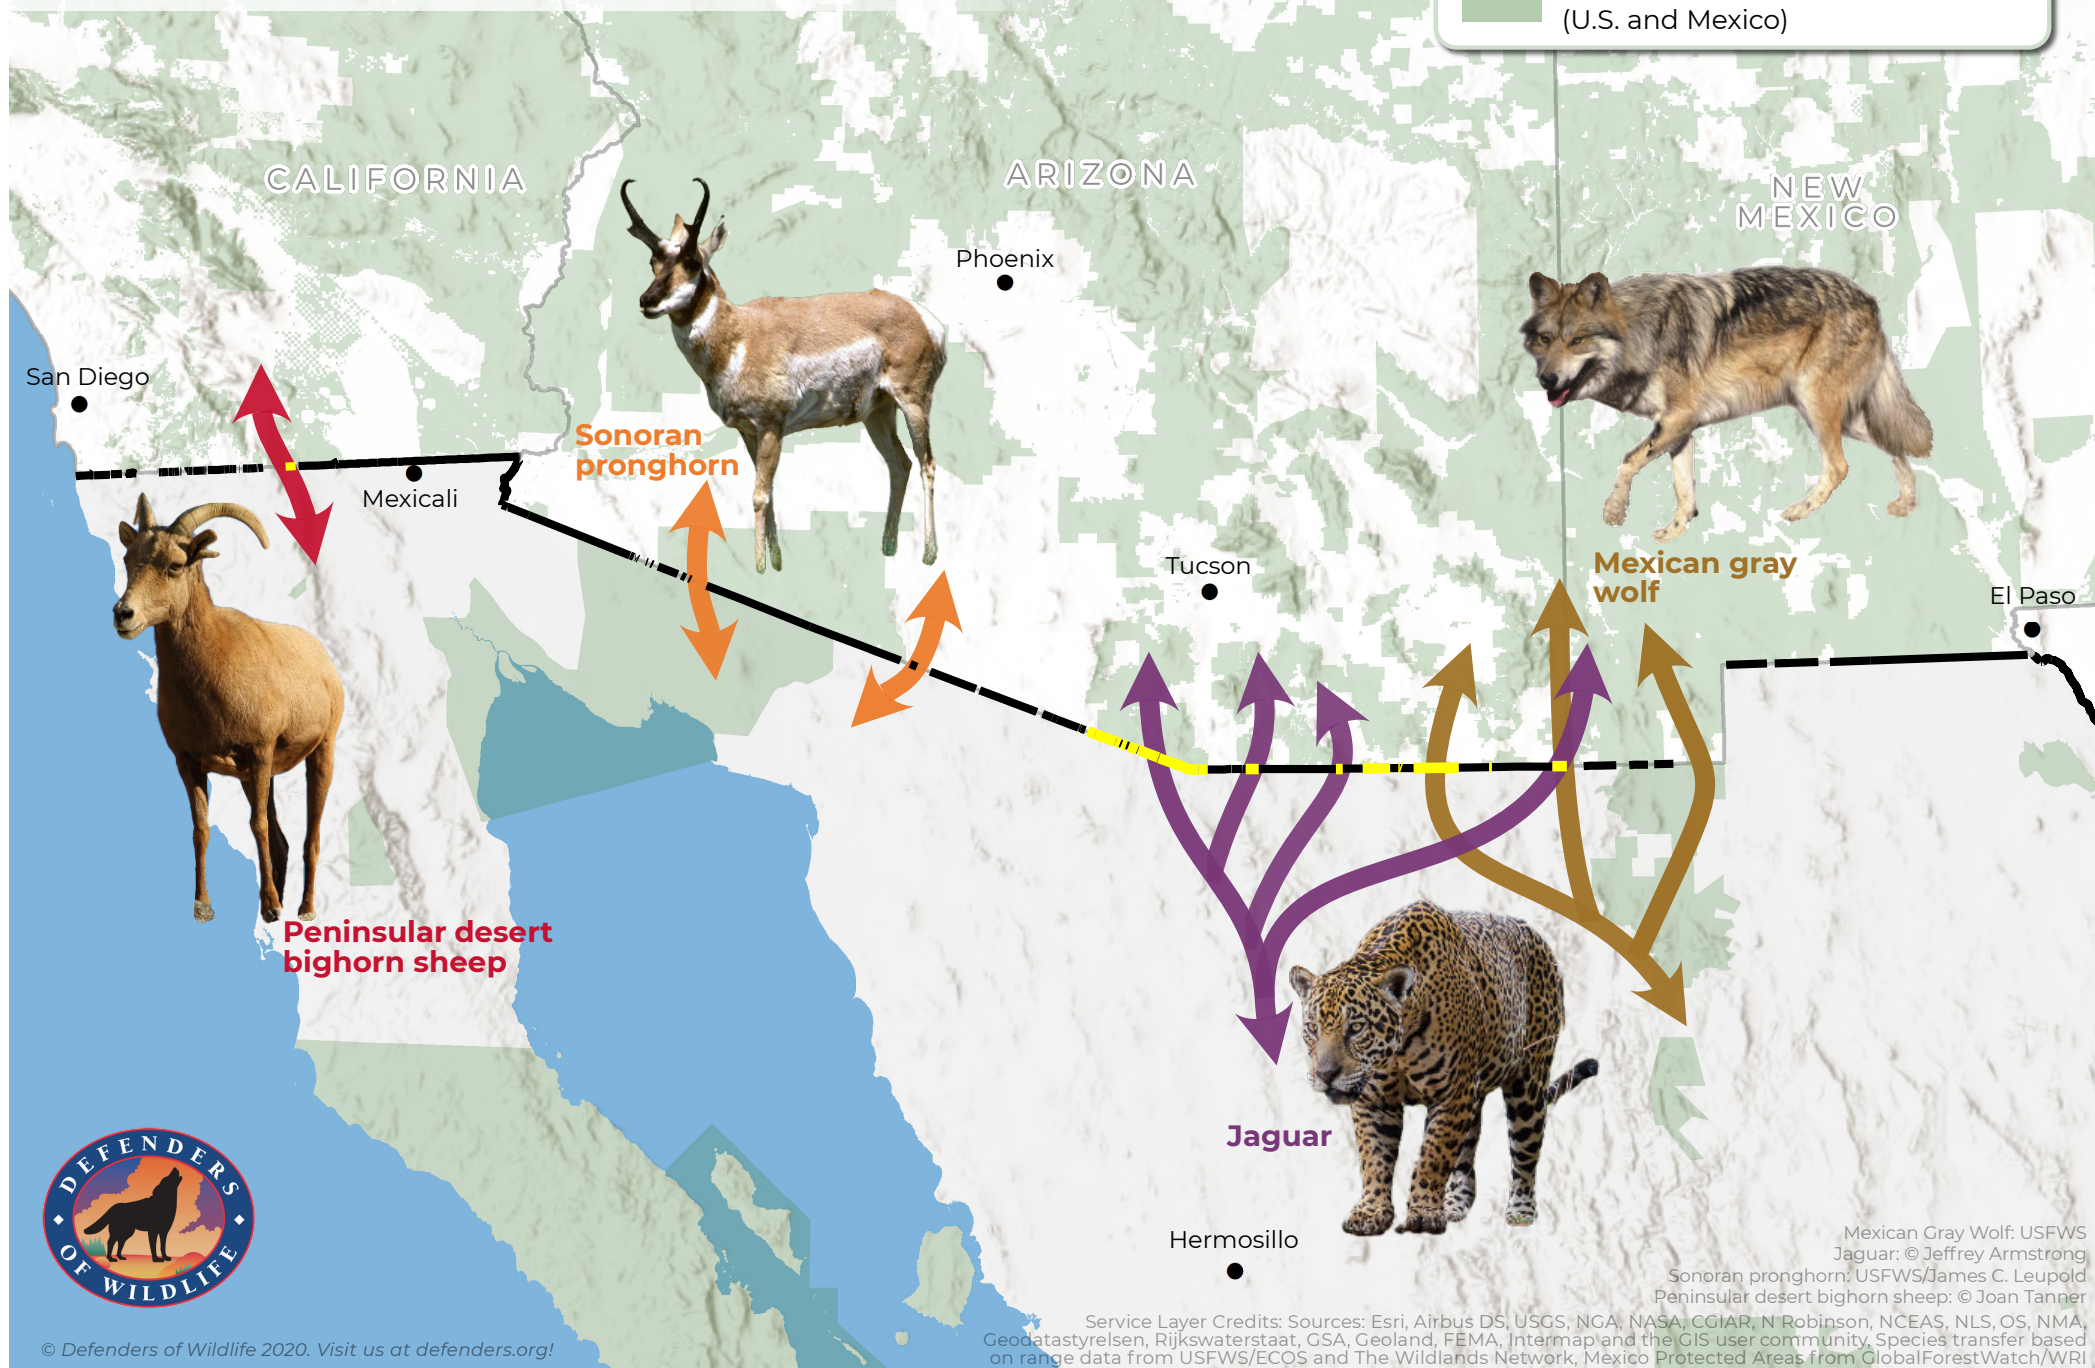 (U.S. and Mexico)
CALIFORNIA
ARIZONA
NEW
MEXICO
Phoenix
San Diego
Sonoran
pronghorn
Mexicali
Tucson
Mexican gray
wolf
El Paso
Peninsular desert
bighorn sheep
Jaguar
Hermosillo
DEFENDERS
OF WILDLIFE
© Defenders of Wildlife 2020. Visit us at defenders.org!
Mexican Gray Wolf: USFWS
Jaguar: © Jeffrey Armstrong
Sonoran pronghorn: USFWS/James C. Leupold
Peninsular desert bighorn sheep: © Joan Tanner
Service Layer Credits: Sources: Esri, Airbus DS, USGS, NGA, NASA, CGIAR, N Robinson, NCEAS, NLS, OS, NMA,
Geodatastyrelsen, Rijkswaterstaat, GSA, Geoland, FEMA, Intermap and the GIS user community, Species transfer based
on range data from USFWS/ECOS and The Wildlands Network, Mexico Protected Areas from GlobalForestWatch/WRI